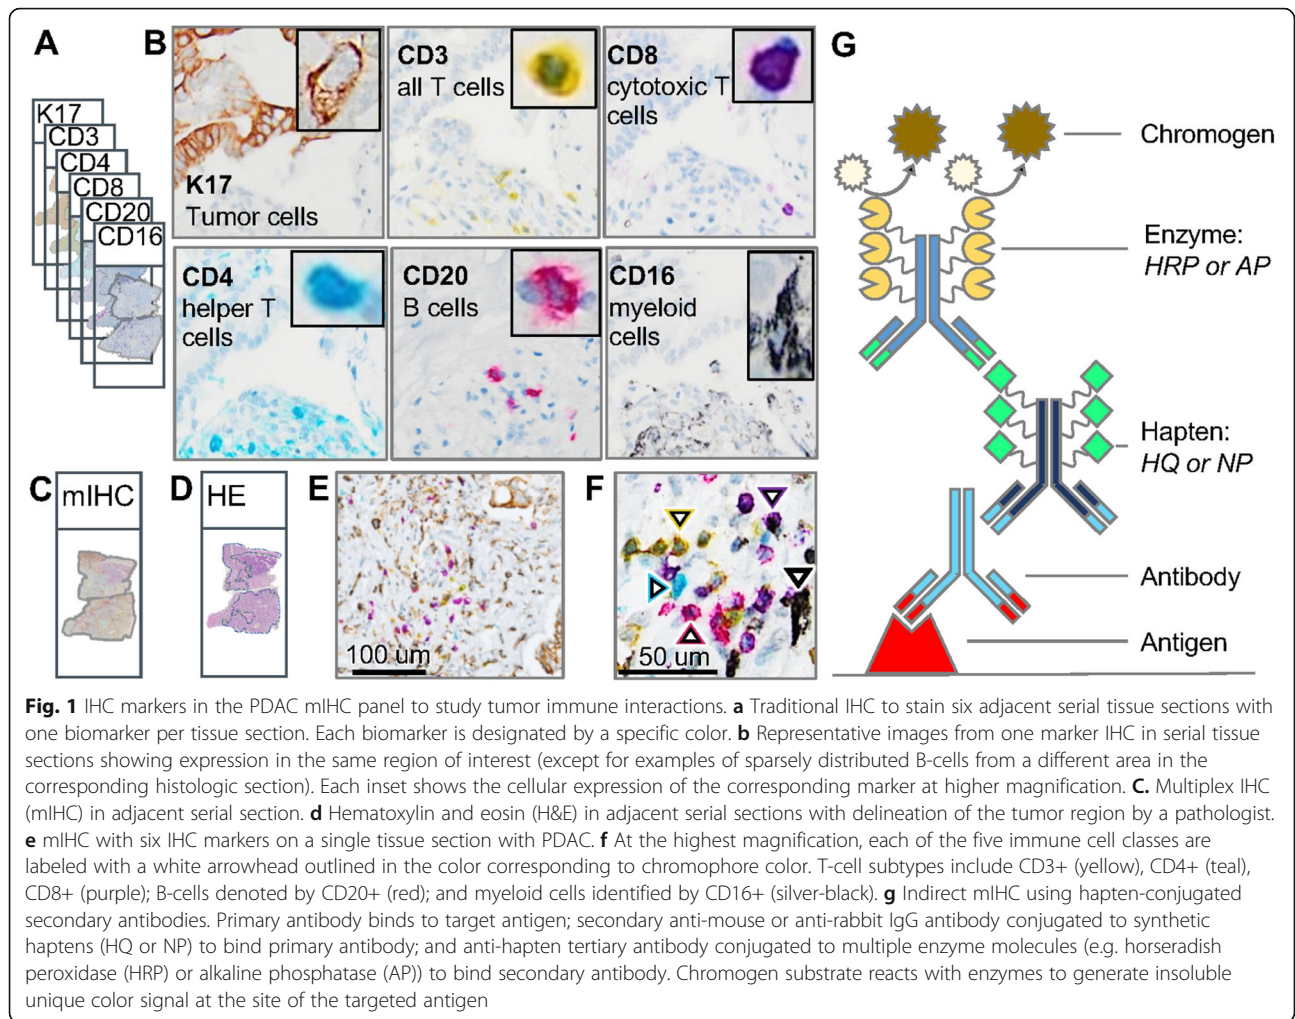 A
K17
CD3
CD4
CD8
CD20
CD16
B
K17
Tumor cells
CD3
all T cells
CD8
cytotoxic T
cells
CD4
helper T
cells
CD20
B cells
CD16
myeloid
cells
C
mIHC
D
HE
E
100 um
F
50 um
G
Chromogen
Enzyme:
HRP or AP
Hapten:
HQ or NP
Antibody
Antigen
Fig. 1 IHC markers in the PDAC mIHC panel to study tumor immune interactions. a Traditional IHC to stain six adjacent serial tissue sections with
one biomarker per tissue section. Each biomarker is designated by a specific color. b Representative images from one marker IHC in serial tissue
sections showing expression in the same region of interest (except for examples of sparsely distributed B-cells from a different area in the
corresponding histologic section). Each inset shows the cellular expression of the corresponding marker at higher magnification. C. Multiplex IHC
(mIHC) in adjacent serial section. d Hematoxylin and eosin (H&E) in adjacent serial sections with delineation of the tumor region by a pathologist.
e mIHC with six IHC markers on a single tissue section with PDAC. f At the highest magnification, each of the five immune cell classes are
labeled with a white arrowhead outlined in the color corresponding to chromophore color. T-cell subtypes include CD3+ (yellow), CD4+ (teal),
CD8+ (purple); B-cells denoted by CD20+ (red); and myeloid cells identified by CD16+ (silver-black). g Indirect mIHC using hapten-conjugated
secondary antibodies. Primary antibody binds to target antigen; secondary anti-mouse or anti-rabbit IgG antibody conjugated to synthetic
haptens (HQ or NP) to bind primary antibody; and anti-hapten tertiary antibody conjugated to multiple enzyme molecules (e.g. horseradish
peroxidase (HRP) or alkaline phosphatase (AP)) to bind secondary antibody. Chromogen substrate reacts with enzymes to generate insoluble
unique color signal at the site of the targeted antigen